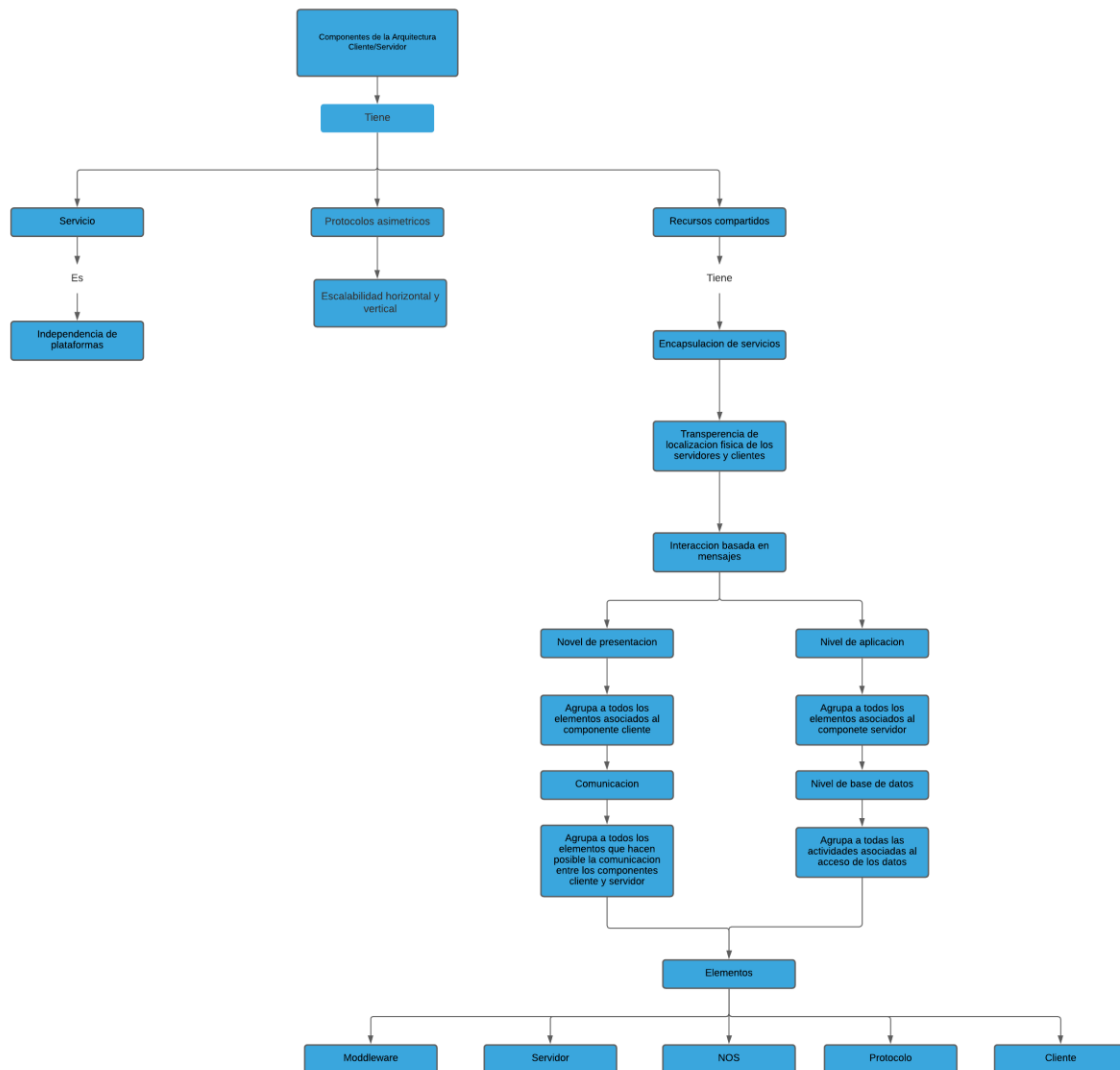 Componentes de la Arquitectura
Cliente/Servidor
Tiene
Servicio
Protocolos asimetricos
Recursos compartidos
Es
Tiene
Escalabilidad horizontal y
vertical
Independencia de
plataformas
Encapsulacion de servicios
Transperencia de
localizacion fisica de los
servidores y clientes
Interaccion basada en
mensajes
Novel de presentacion
Nivel de aplicacion
Agrupa a todos los
elementos asociados al
componente cliente
Agrupa a todos los
elementos asociados al
componete servidor
Comunicacion
Nivel de base de datos
Agrupa a todos los
elementos que hacen
posible la comunicacion
entre los componentes
cliente y servidor
Agrupa a todas las
actividades asociadas al
acceso de los datos
Elementos
Moddleware
Servidor
NOS
Protocolo
Cliente